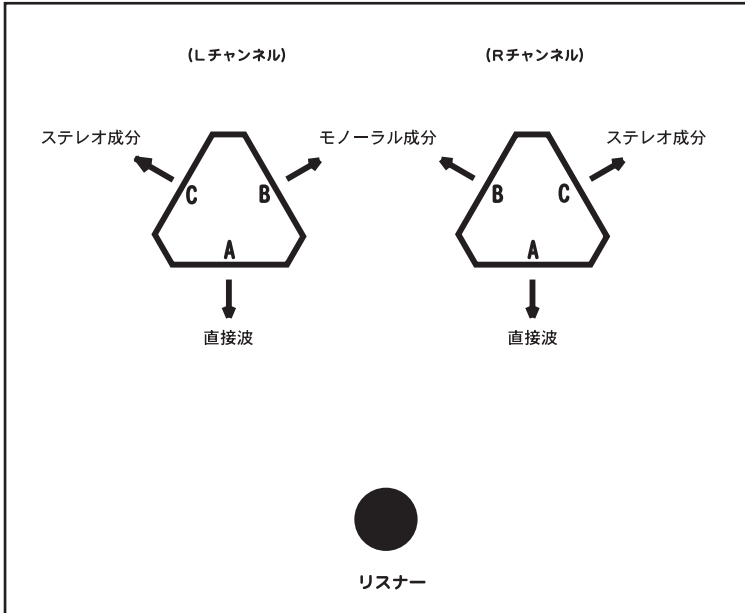 (Lチャンネル)
(Rチャンネル)
ステレオ成分
モノーラル成分
ステレオ成分
C
B
B
C
A
A
直接波
直接波
リスナー